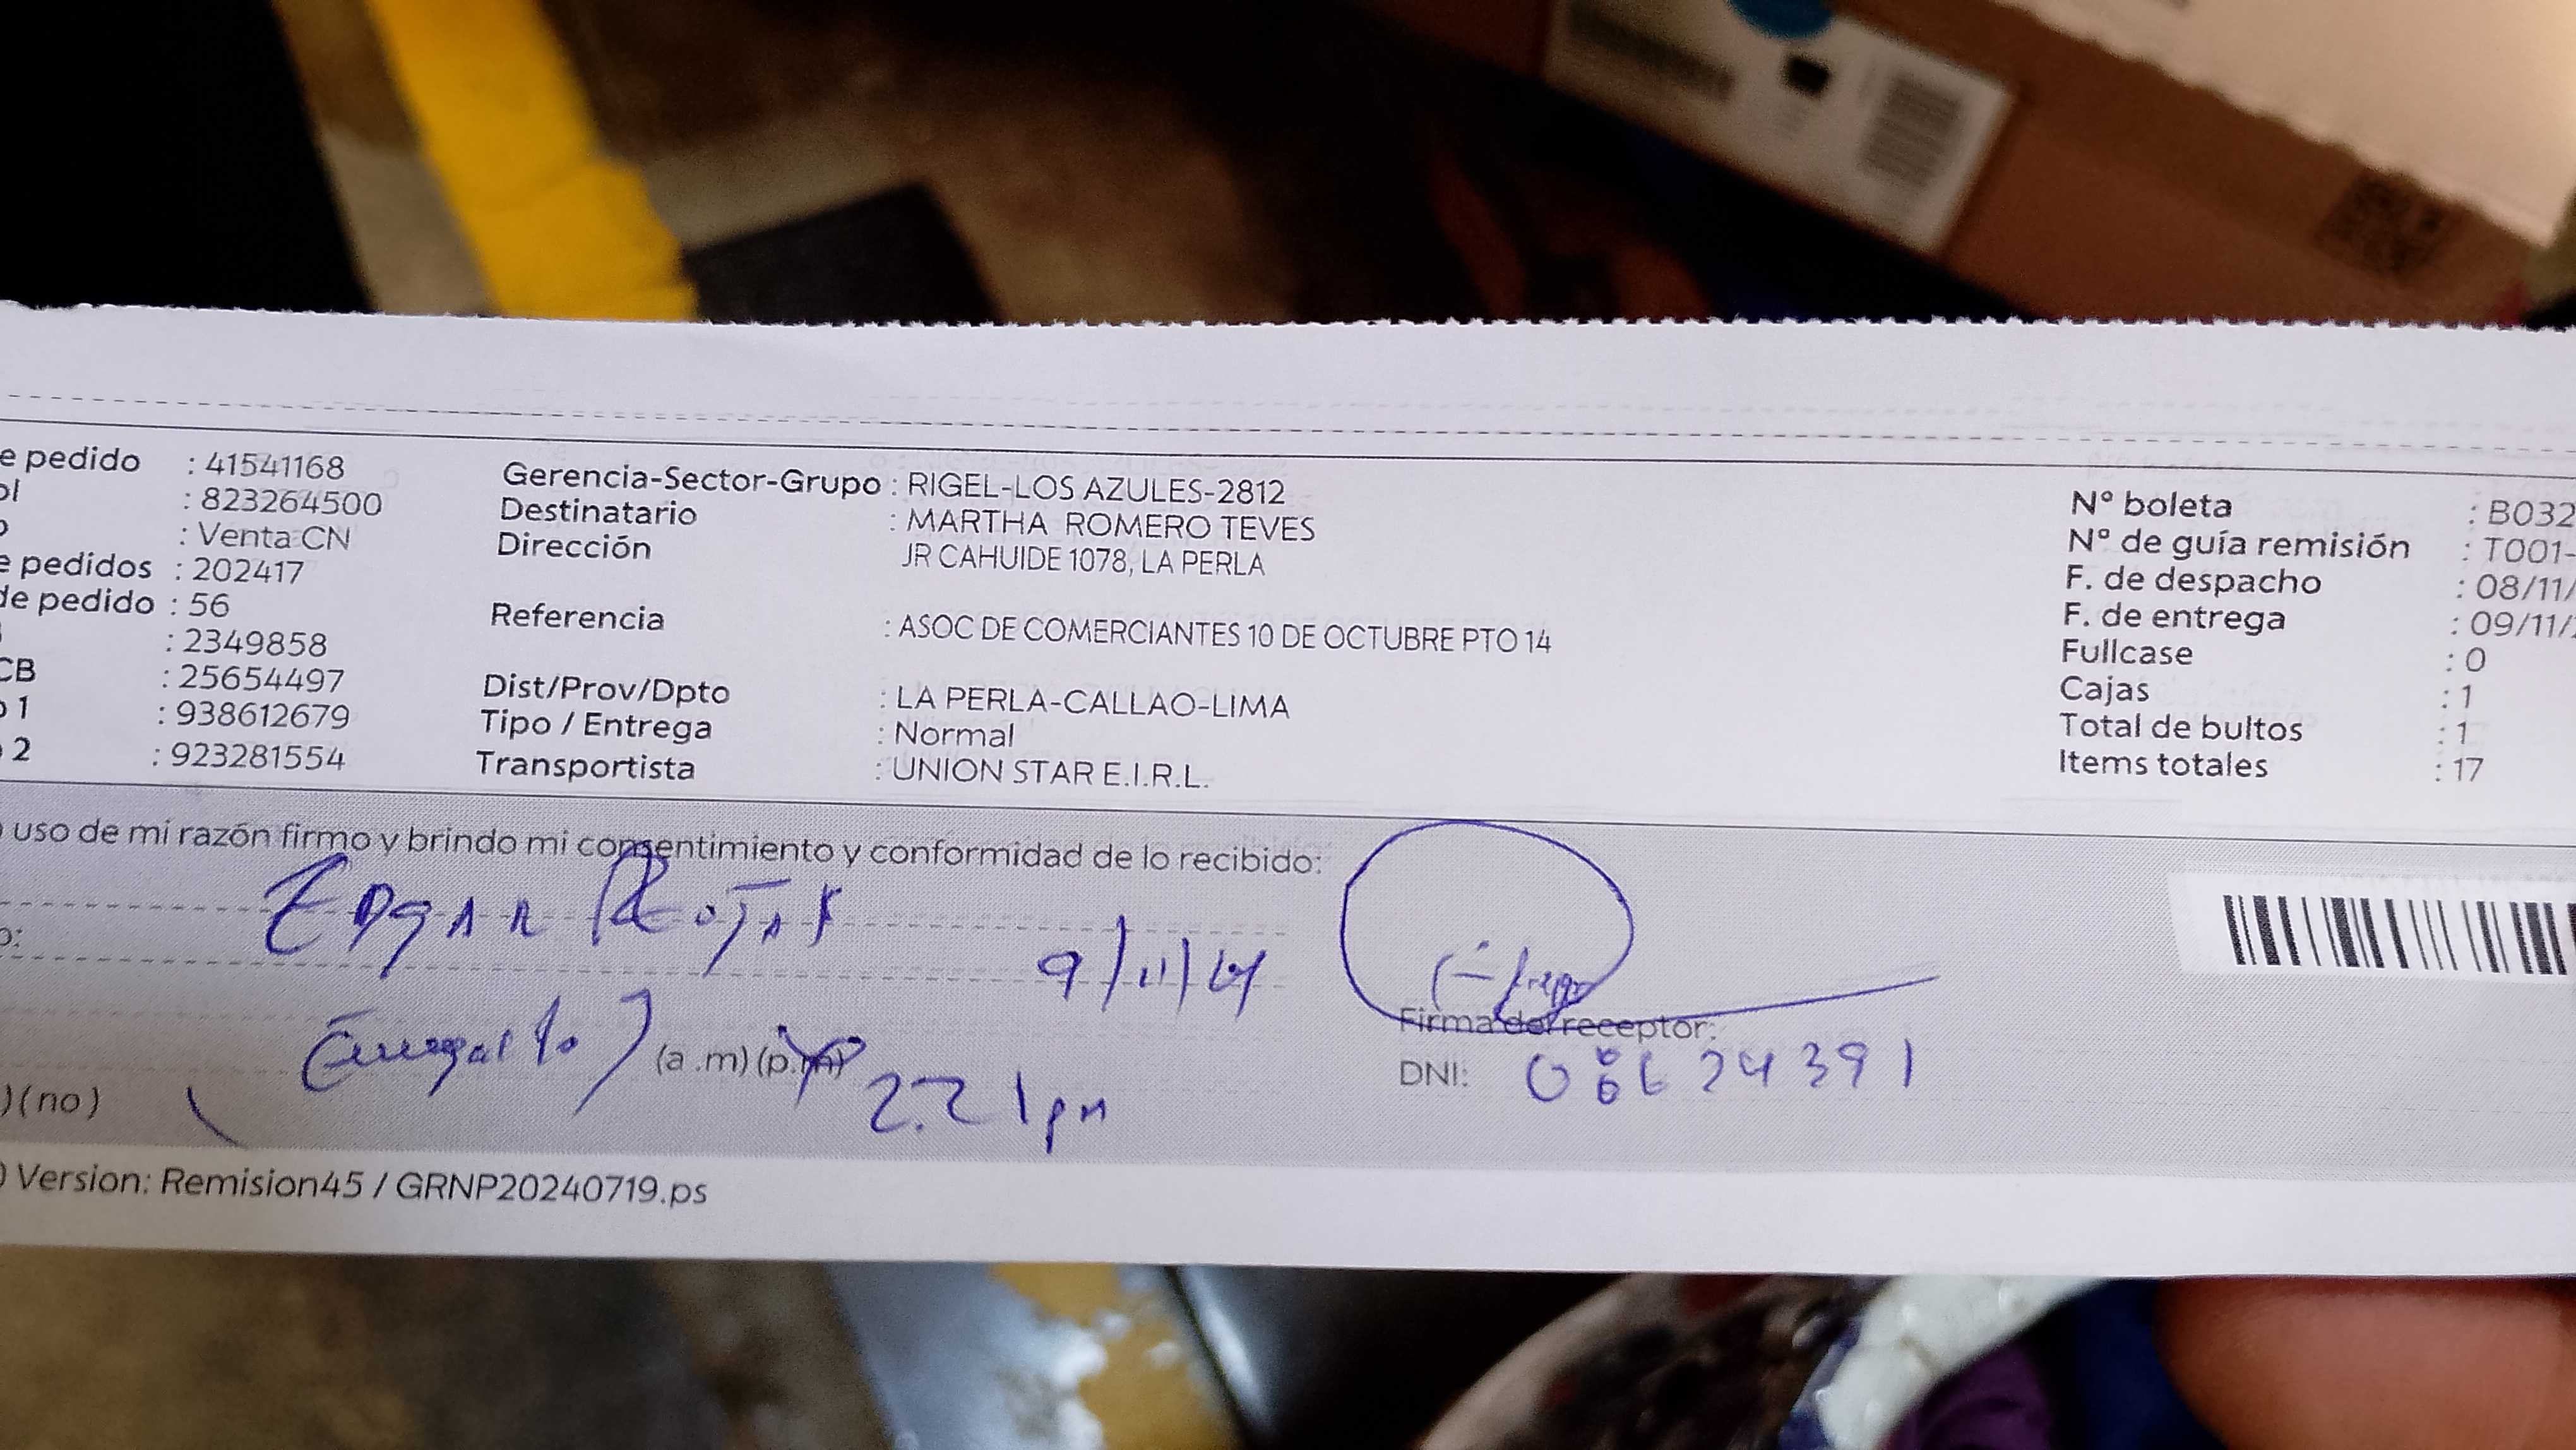 e pedido : 41541168
ol : 823264500
o : Venta CN
e pedidos : 202417
de pedido : 56
: 2349858
CB : 25654497
o 1 : 938612679
o 2 : 923281554
Gerencia-Sector-Grupo : RIGEL-LOS AZULES-2812
Destinatario : MARTHA ROMERO TEVES
Dirección JR CAHUIDE 1078, LA PERLA
Referencia : ASOC DE COMERCIANTES 10 DE OCTUBRE PTO 14
Dist/Prov/Dpto : LA PERLA-CALLAO-LIMA
Tipo / Entrega : Normal
Transportista : UNION STAR E.I.R.L.
N° boleta : B032
N° de guía remisión : T001-
F. de despacho : 08/11/
F. de entrega : 09/11/2
Fullcase : 0
Cajas : 1
Total de bultos : 1
Items totales : 17
o uso de mi razón firmo y brindo mi consentimiento y conformidad de lo recibido:
Edgar Rojas
o: 9/11/24
Firma del receptor:
(a .m) (p.m) 2.21 pm
DNI:
) (no)
) Version: Remision45 / GRNP20240719.ps